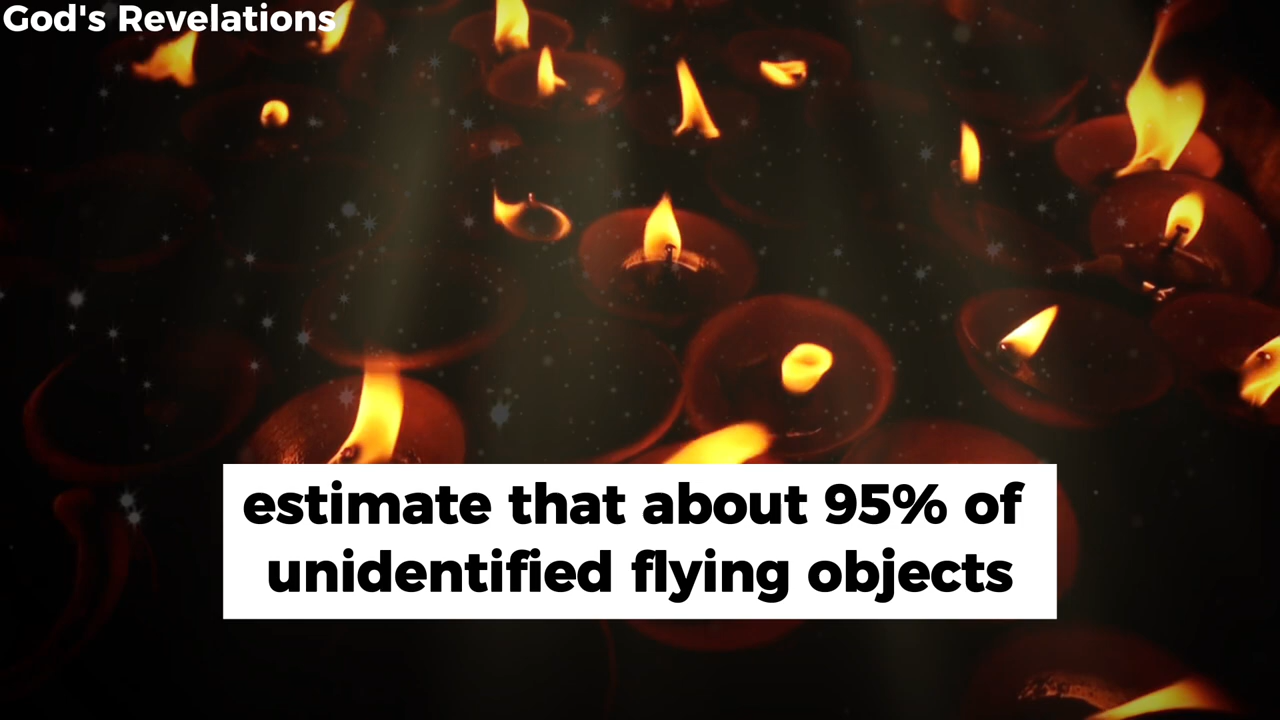 God's Revelations
estimate that about 95% of
unidentified flying objects